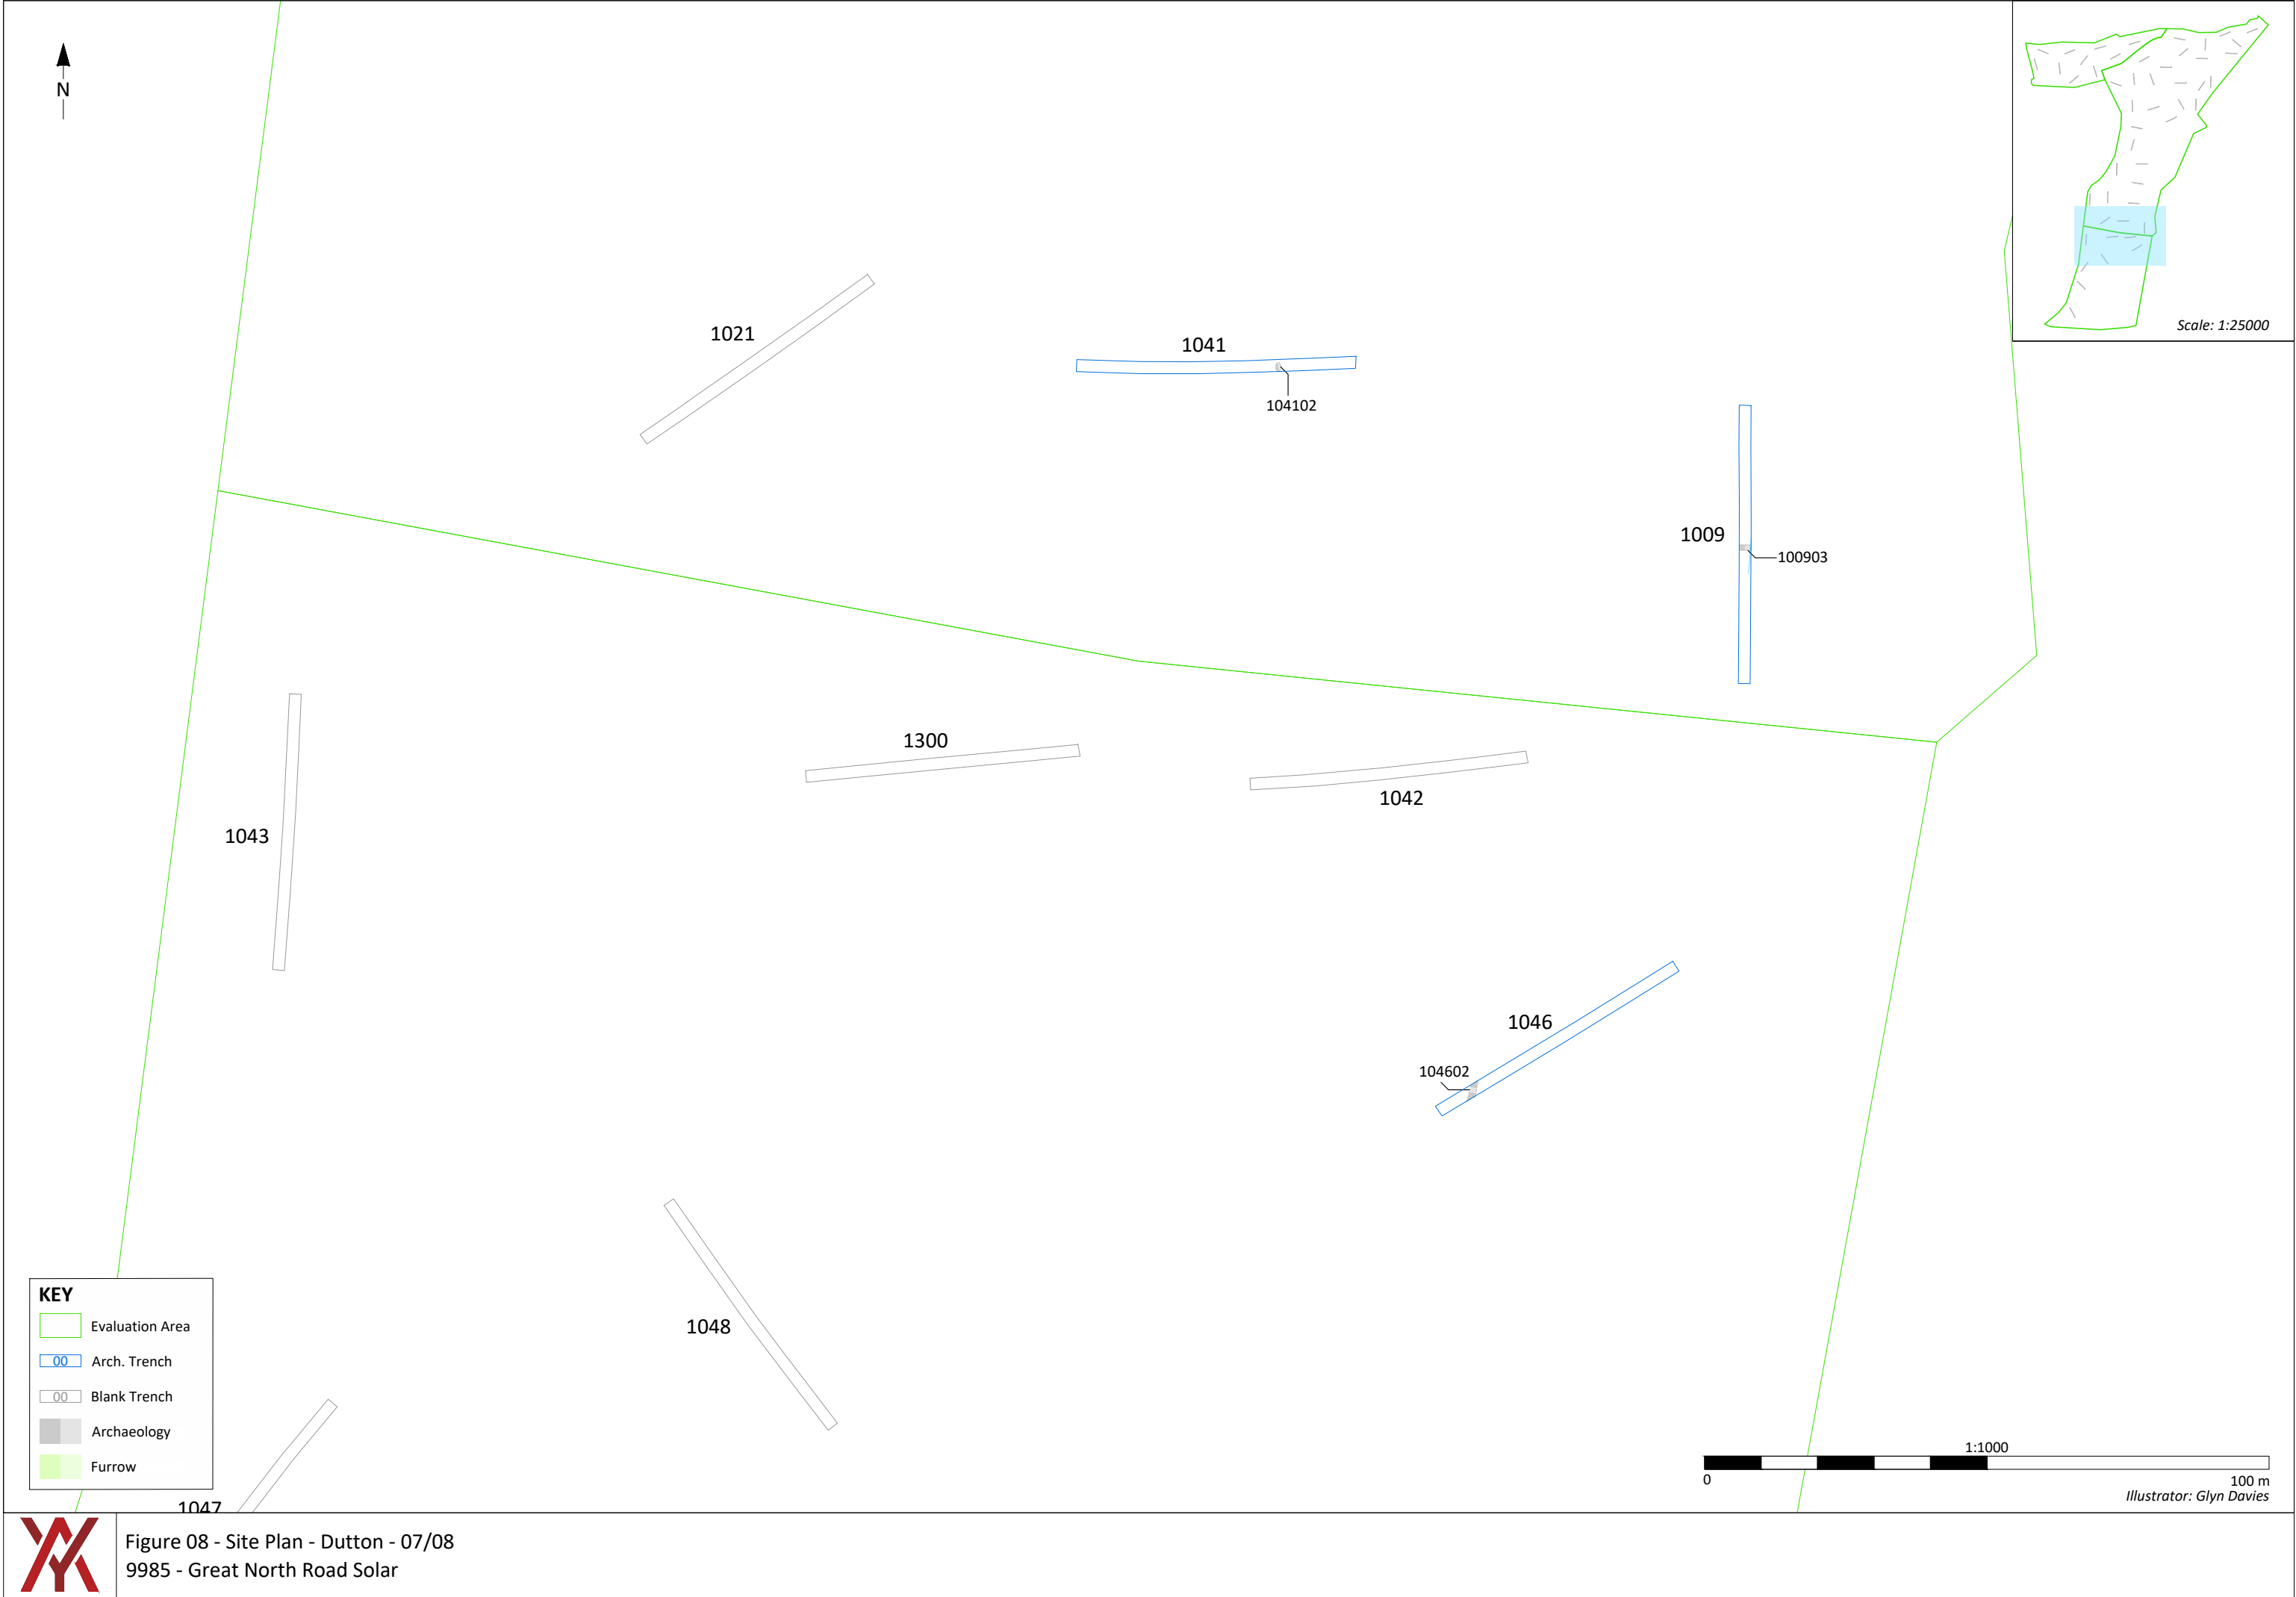 N
Scale: 1:25000
1021
1041
104102
1009
100903
1300
1042
1043
1046
104602
1048
1047
KEY
Evaluation Area
00 Arch. Trench
00 Blank Trench
Archaeology
Furrow
1:1000
0 100 m
Illustrator: Glyn Davies
Figure 08 - Site Plan - Dutton - 07/08
9985 - Great North Road Solar